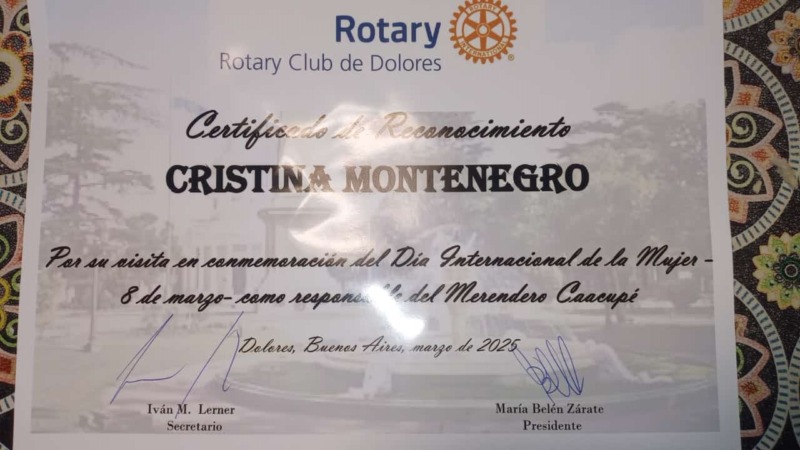 Rotary
Rotary Club de Dolores
Certificado de Reconocimiento
CRISTINA MONTENEGRO
Por su visita en conmemoración del Día Internacional de la Mujer -
8 de marzo- como responsable del Merendero Caacupé
Dolores, Buenos Aires, marzo de 2025
Iván M. Lerner
María Belén Zárate
Secretario
Presidente